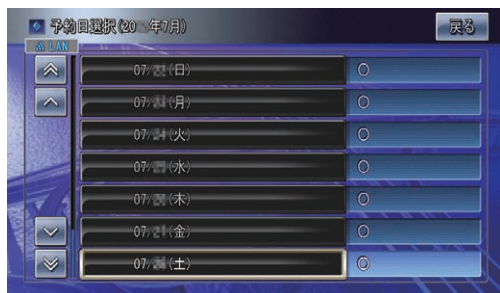 予約日選択(20 年7月)
戻る
LAN
07/ (日) ○
07/ (月) ○
07/ (火) ○
07/ (水) ○
07/ (木) ○
07/ (金) ○
07/ (土) ○